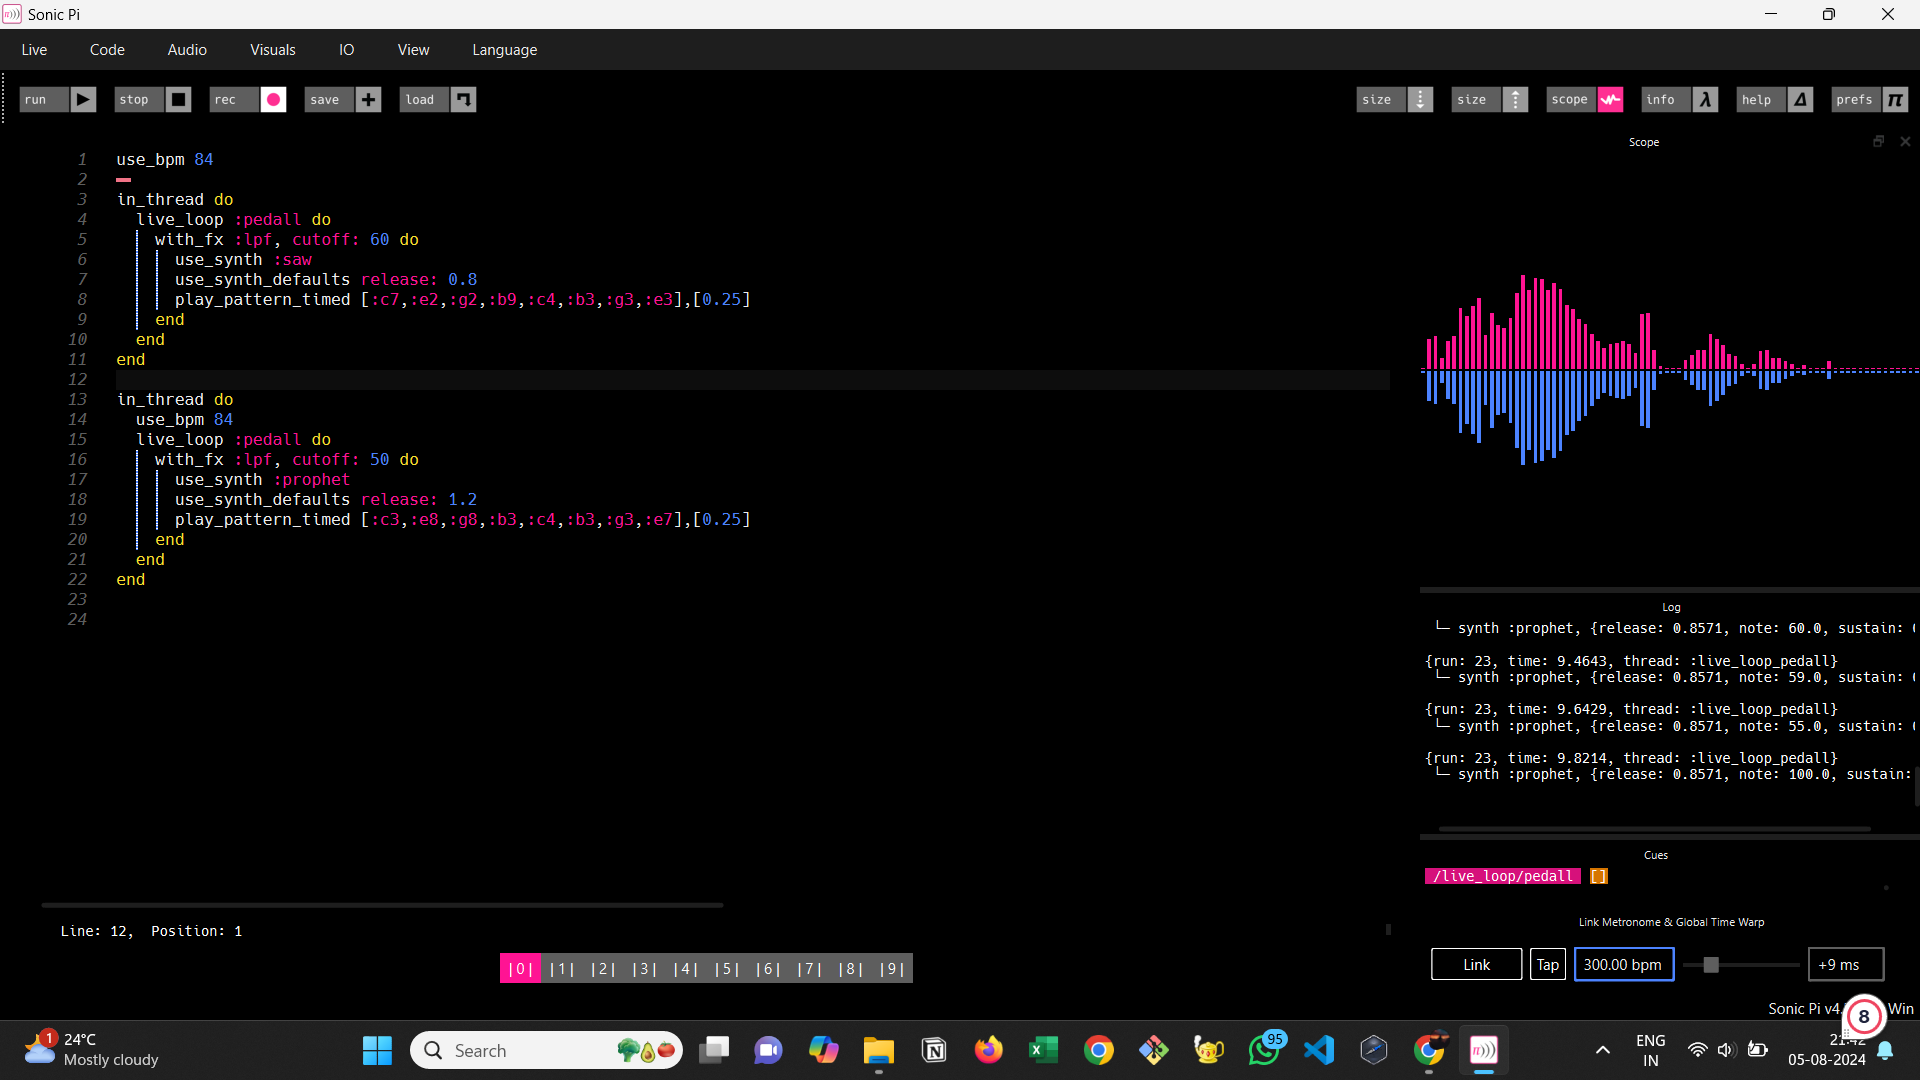 Sonic Pi
Live Code Audio Visuals IO View Language
run stop rec save load size size scope info help prefs
Scope
1 use_bpm 84
2
3 in_thread do
4 live_loop :pedall do
5 with_fx :lpf, cutoff: 60 do
6 use_synth :saw
7 use_synth_defaults release: 0.8
8 play_pattern_timed [:c7,:e2,:g2,:b9,:c4,:b3,:g3,:e3],[0.25]
9 end
10 end
11 end
12
13 in_thread do
14 use_bpm 84
15 live_loop :pedall do
16 with_fx :lpf, cutoff: 50 do
17 use_synth :prophet
18 use_synth_defaults release: 1.2
19 play_pattern_timed [:c3,:e8,:g8,:b3,:c4,:b3,:g3,:e7],[0.25]
20 end
21 end
22 end
23
24
Log
└─ synth :prophet, {release: 0.8571, note: 60.0, sustain:
{run: 23, time: 9.4643, thread: :live_loop_pedall}
└─ synth :prophet, {release: 0.8571, note: 59.0, sustain:
{run: 23, time: 9.6429, thread: :live_loop_pedall}
└─ synth :prophet, {release: 0.8571, note: 55.0, sustain:
{run: 23, time: 9.8214, thread: :live_loop_pedall}
└─ synth :prophet, {release: 0.8571, note: 100.0, sustain:
Cues
/live_loop/pedall []
Link Metronome & Global Time Warp
Link Tap 300.00 bpm +9 ms
Line: 12, Position: 1
|0| |1| |2| |3| |4| |5| |6| |7| |8| |9|
Sonic Pi v4. Win
8
1
24°C
Mostly cloudy
Search
95
ENG
IN
21:42
05-08-2024